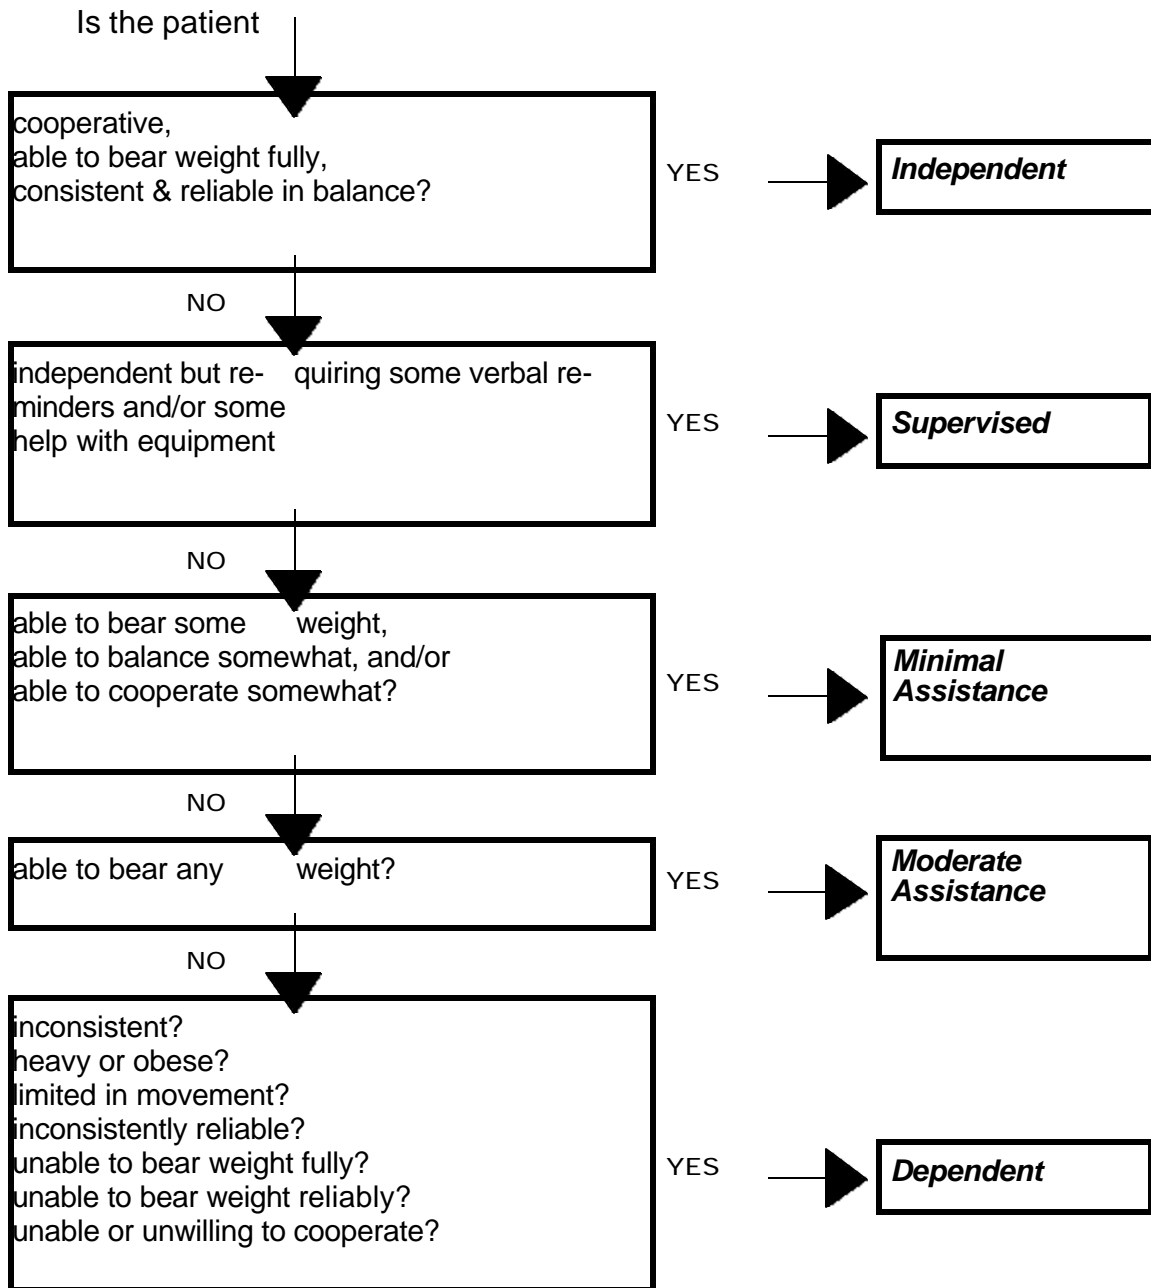 Is the patient
cooperative,
able to bear weight fully,
consistent & reliable in balance?
YES
Independent
NO
independent but re- quiring some verbal re-
minders and/or some
help with equipment
YES
Supervised
NO
able to bear some weight,
able to balance somewhat, and/or
able to cooperate somewhat?
YES
Minimal
Assistance
NO
able to bear any weight?
YES
Moderate
Assistance
NO
inconsistent?
heavy or obese?
limited in movement?
inconsistently reliable?
unable to bear weight fully?
unable to bear weight reliably?
unable or unwilling to cooperate?
YES
Dependent